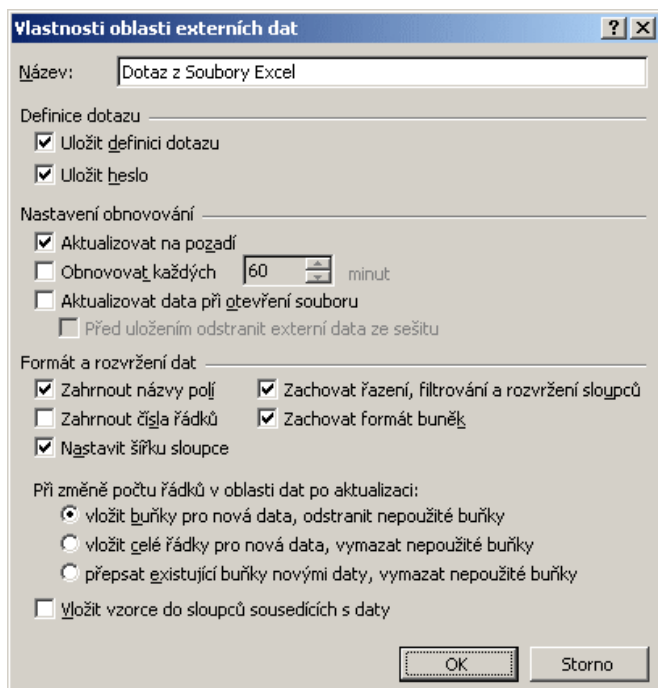 Vlastnosti oblasti externích dat
Název: Dotaz z Soubory Excel
Definice dotazu
Uložit definici dotazu
Uložit heslo
Nastavení obnovování
Aktualizovat na pozadí
Obnovovat každých 60 minut
Aktualizovat data při otevření souboru
Před uložením odstranit externí data ze sešitu
Formát a rozvržení dat
Zahrnout názvy polí Zachovat řazení, filtrování a rozvržení sloupců
Zahrnout čísla řádků Zachovat formát buněk
Nastavit šířku sloupce
Při změně počtu řádků v oblasti dat po aktualizaci:
vložit buňky pro nová data, odstranit nepoužité buňky
vložit celé řádky pro nová data, vymazat nepoužité buňky
přepsat existující buňky novými daty, vymazat nepoužité buňky
Vložit vzorce do sloupců sousedících s daty
OK Storno